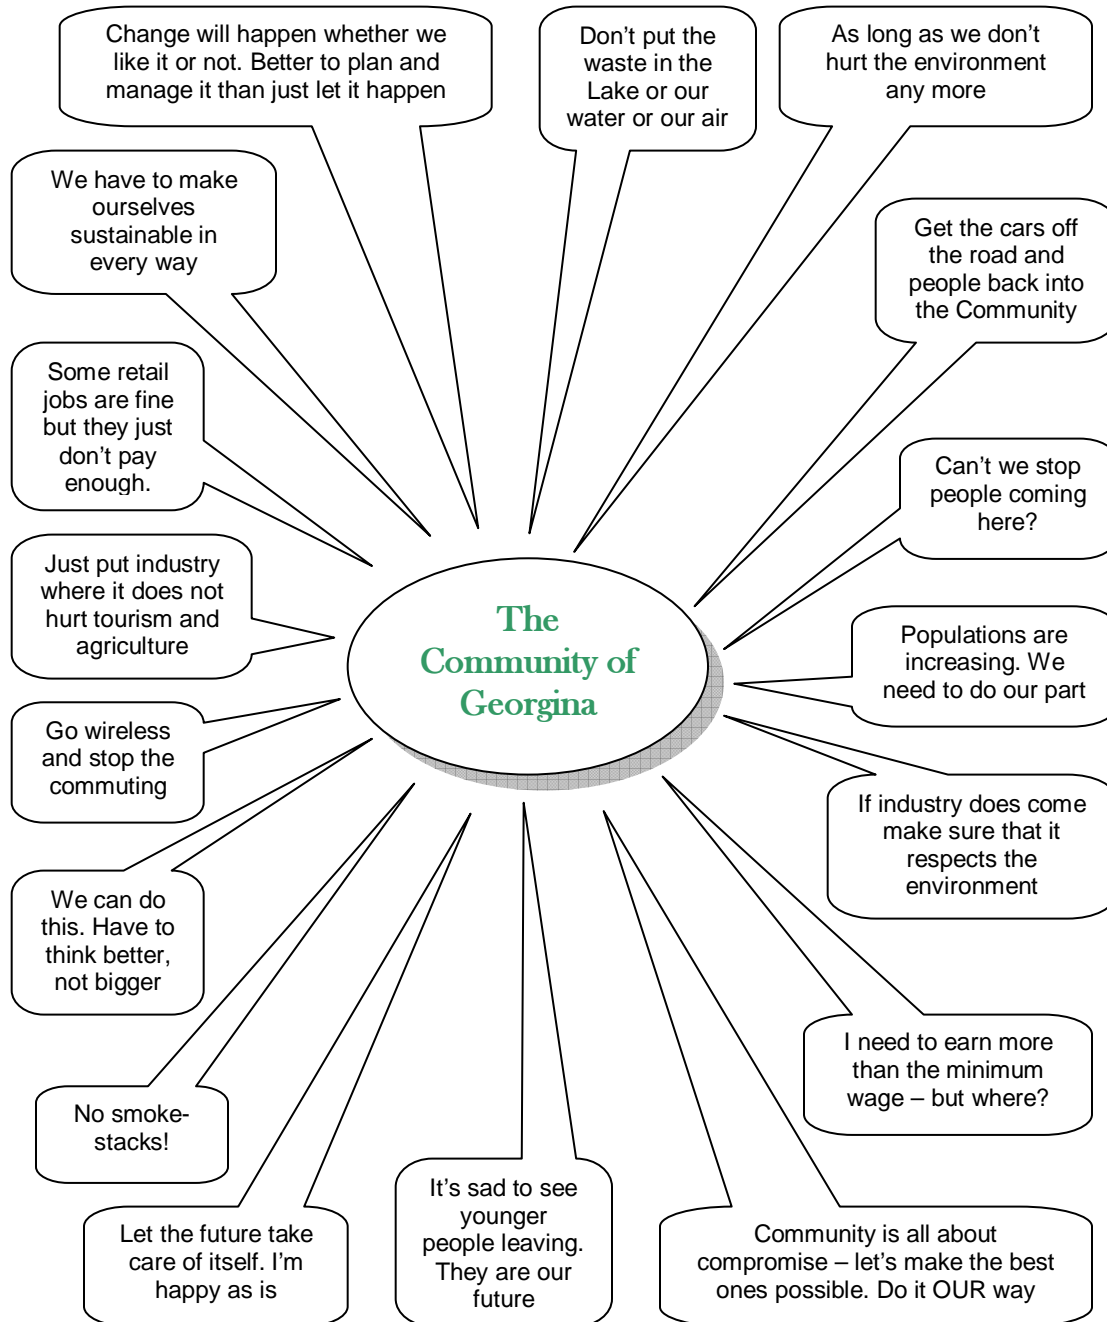 Change will happen whether we
like it or not. Better to plan and
manage it than just let it happen
Don’t put the
waste in the
Lake or our
water or our air
As long as we don’t
hurt the environment
any more
We have to make
ourselves
sustainable in
every way
Get the cars off
the road and
people back into
the Community
Some retail
jobs are fine
but they just
don’t pay
enough.
Can’t we stop
people coming
here?
Just put industry
where it does not
hurt tourism and
agriculture
The
Community of
Georgina
Populations are
increasing. We
need to do our part
Go wireless
and stop the
commuting
If industry does come
make sure that it
respects the
environment
We can do
this. Have to
think better,
not bigger
I need to earn more
than the minimum
wage – but where?
No smoke-
stacks!
Let the future take
care of itself. I’m
happy as is
It’s sad to see
younger
people leaving.
They are our
future
Community is all about
compromise – let’s make the best
ones possible. Do it OUR way